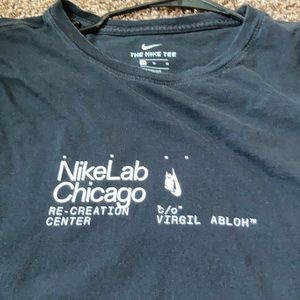 THE NIKE TEE
NikeLab
Chicago
RE-CREATION
CENTER
c/o
VIRGIL ABLOH™